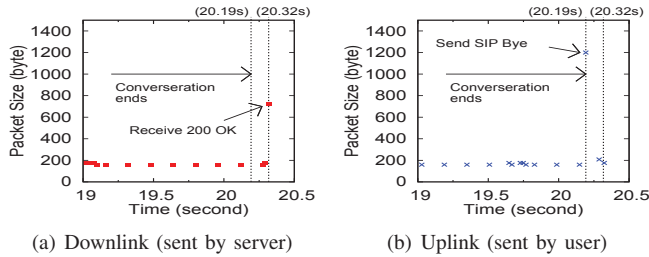 (20.19s) (20.32s)
1400
1200
1000
800
600
400
200
0
Packet Size (byte)
Converseration
ends
Receive 200 OK
19 19.5 20 20.5
Time (second)
(a) Downlink (sent by server)
(20.19s) (20.32s)
1400
1200
1000
800
600
400
200
0
Packet Size (byte)
Send SIP Bye
Converseration
ends
19 19.5 20 20.5
Time (second)
(b) Uplink (sent by user)